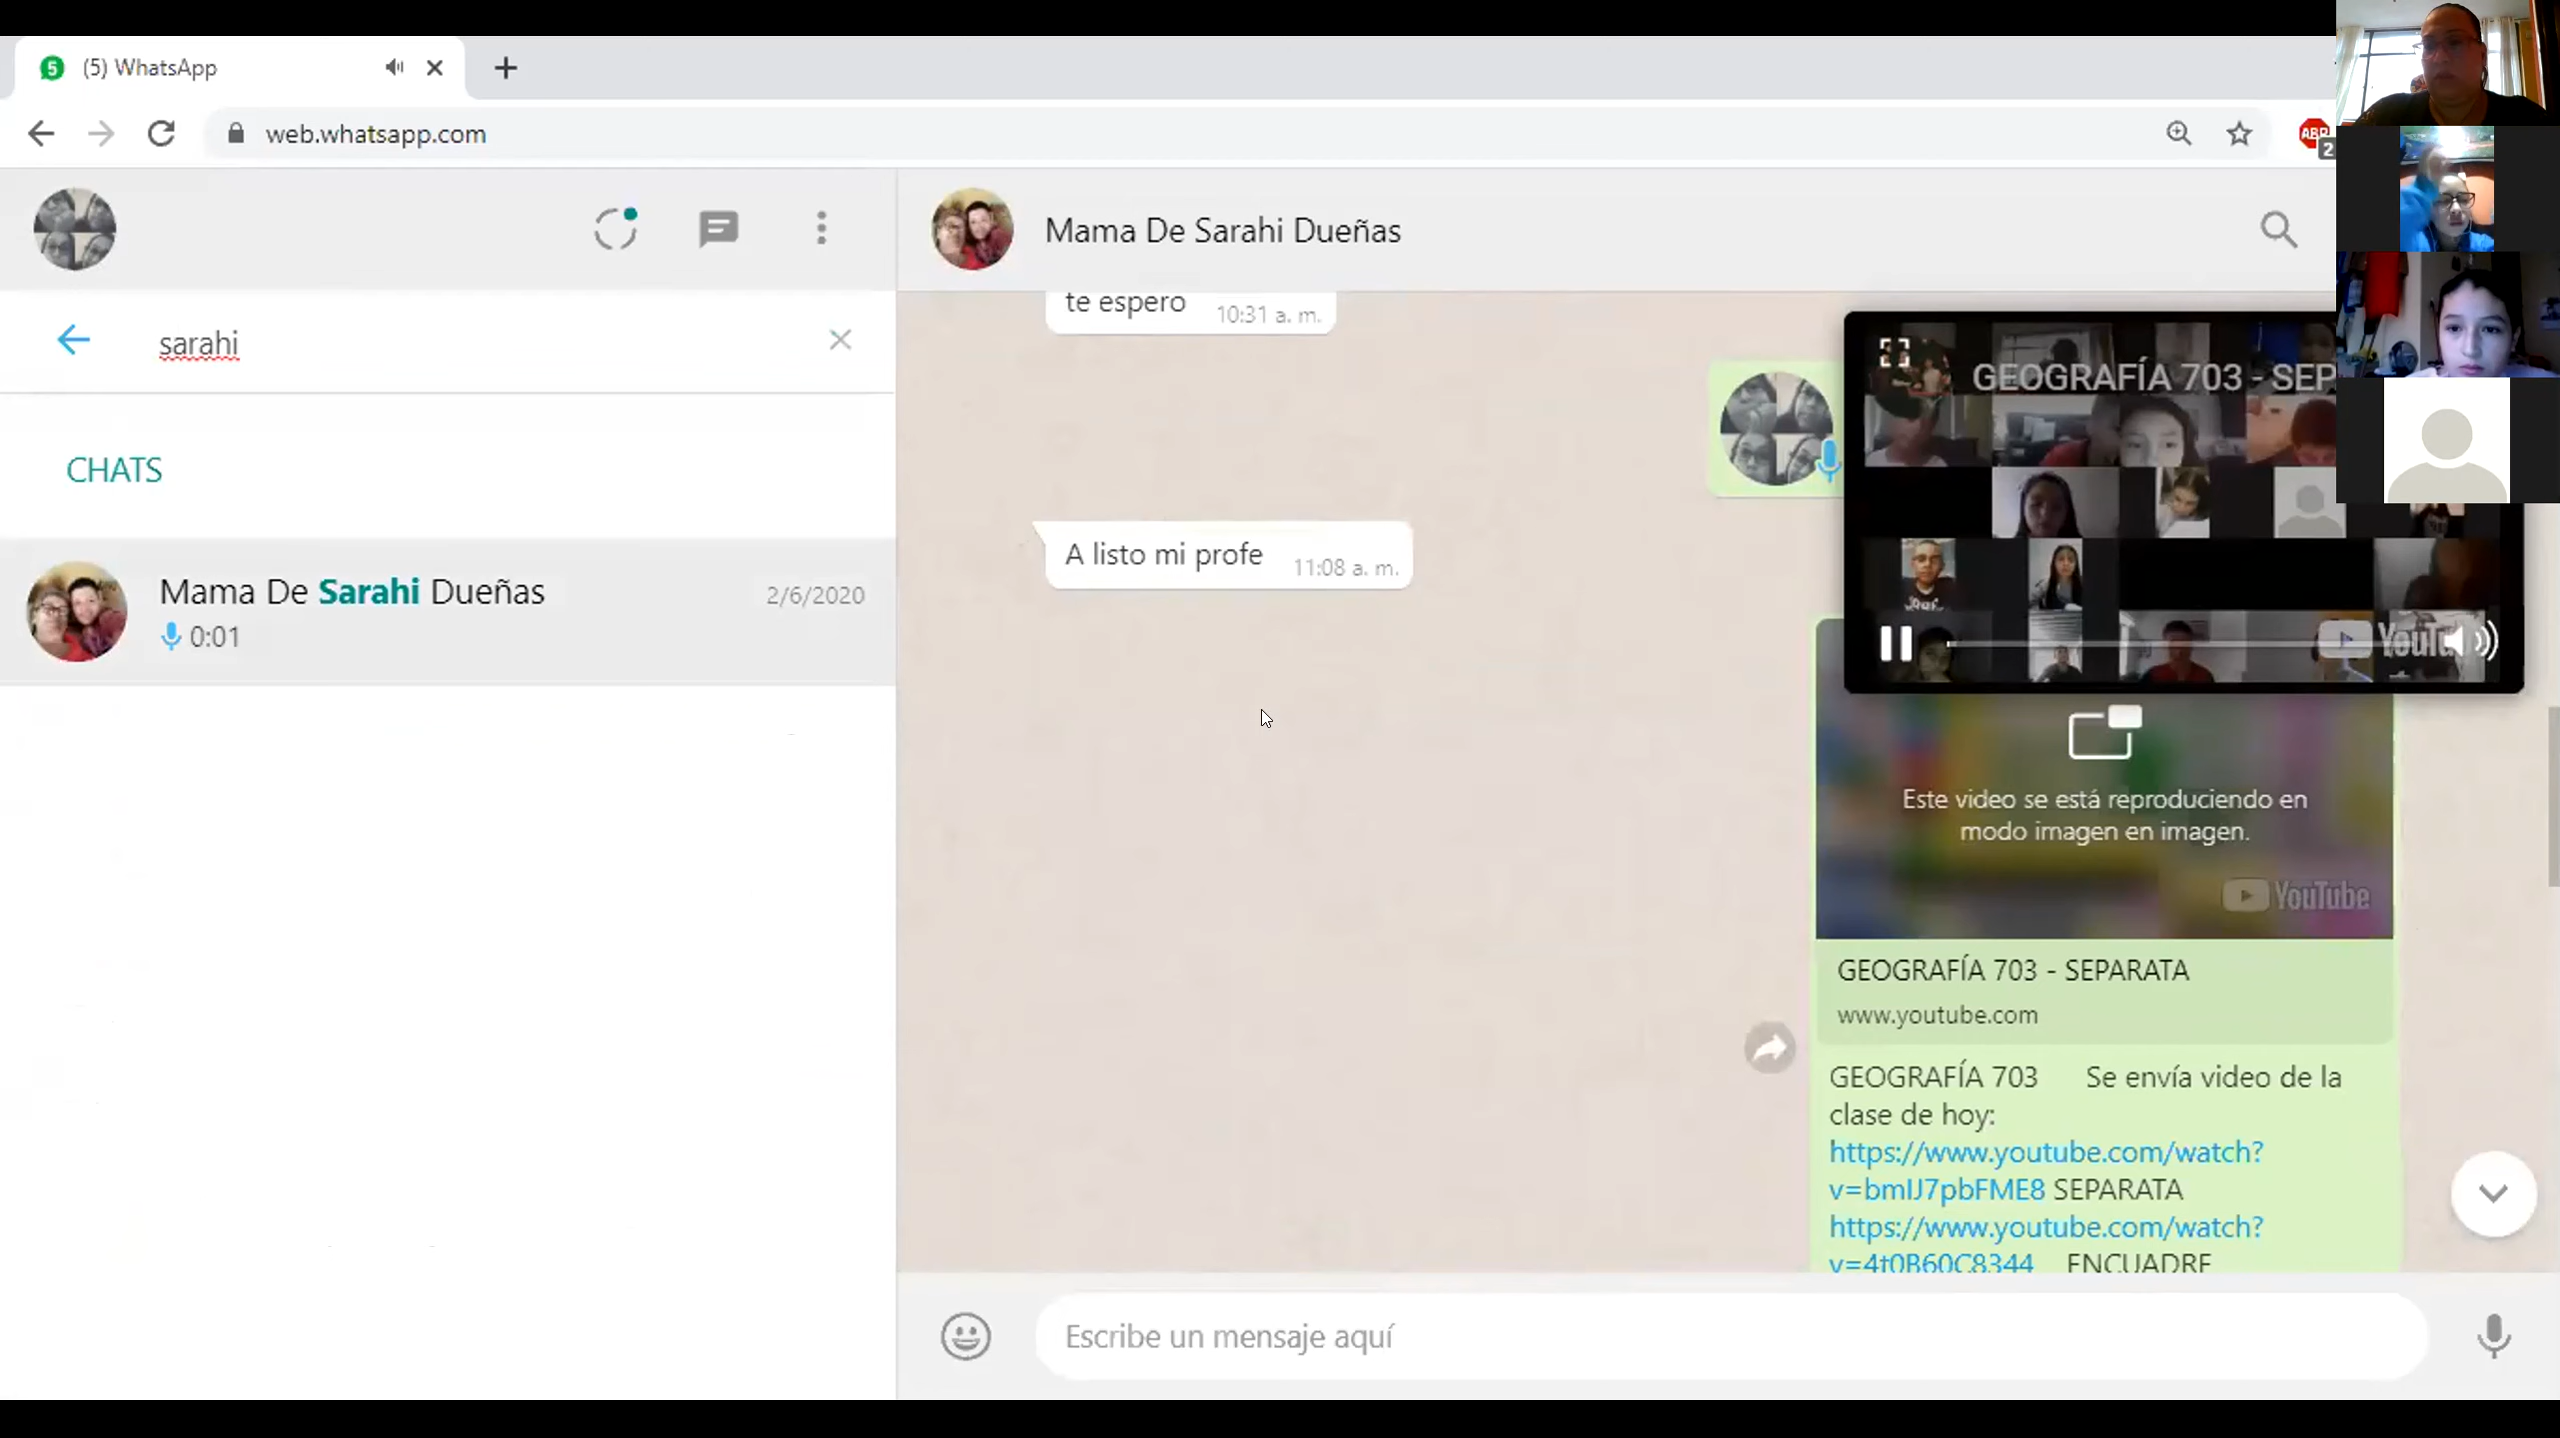 (5) WhatsApp
web.whatsapp.com
ABP
2
sarahi
CHATS
Mama De Sarahi Dueñas
2/6/2020
0:01
Mama De Sarahi Dueñas
te espero 10:31 a. m.
A listo mi profe 11:08 a. m.
GEOGRAFÍA 703 - SEP
Este video se está reproduciendo en
modo imagen en imagen.
YouTube
GEOGRAFÍA 703 - SEPARATA
www.youtube.com
GEOGRAFÍA 703 Se envía video de la
clase de hoy:
https://www.youtube.com/watch?
v=bmIJ7pbFME8 SEPARATA
https://www.youtube.com/watch?
v=4t0B60C8344 ENCUADRE
Escribe un mensaje aquí